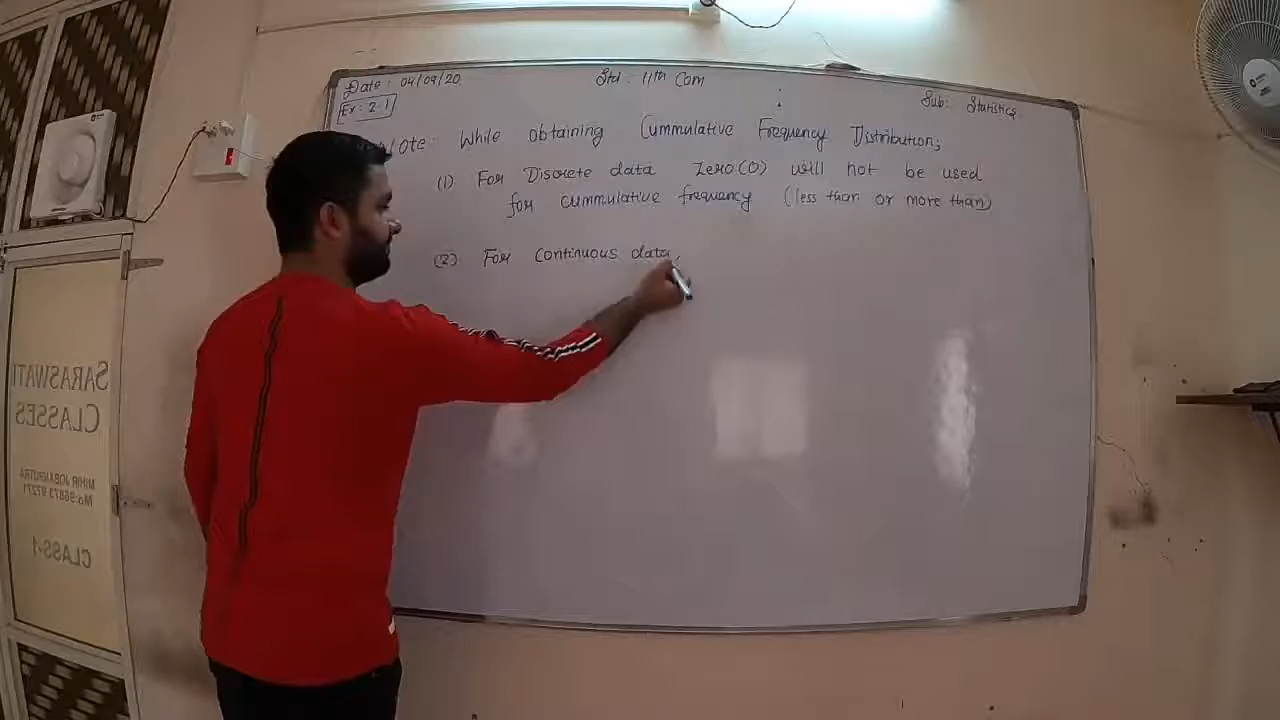 Date: 04/09/20
Std: 11th Com
Sub: Statistics
Ex: 2.1
Note: While obtaining Cummulative Frequency Distribution,
(1) For Discrete data Zero (0) will not be used
for cummulative frequency (less than or more than)
(2) For Continuous data,
SARASWATI
CLASSES
MIHIR JOBANPUTRA
CLASS-1